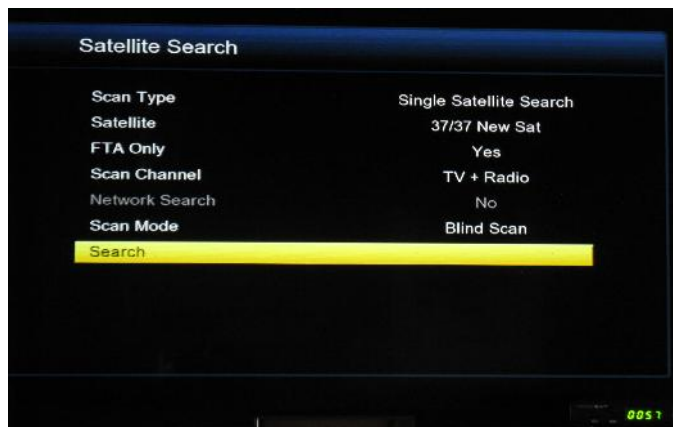 Satellite Search
Scan Type Single Satellite Search
Satellite 37/37 New Sat
FTA Only Yes
Scan Channel TV + Radio
Network Search No
Scan Mode Blind Scan
Search
0057